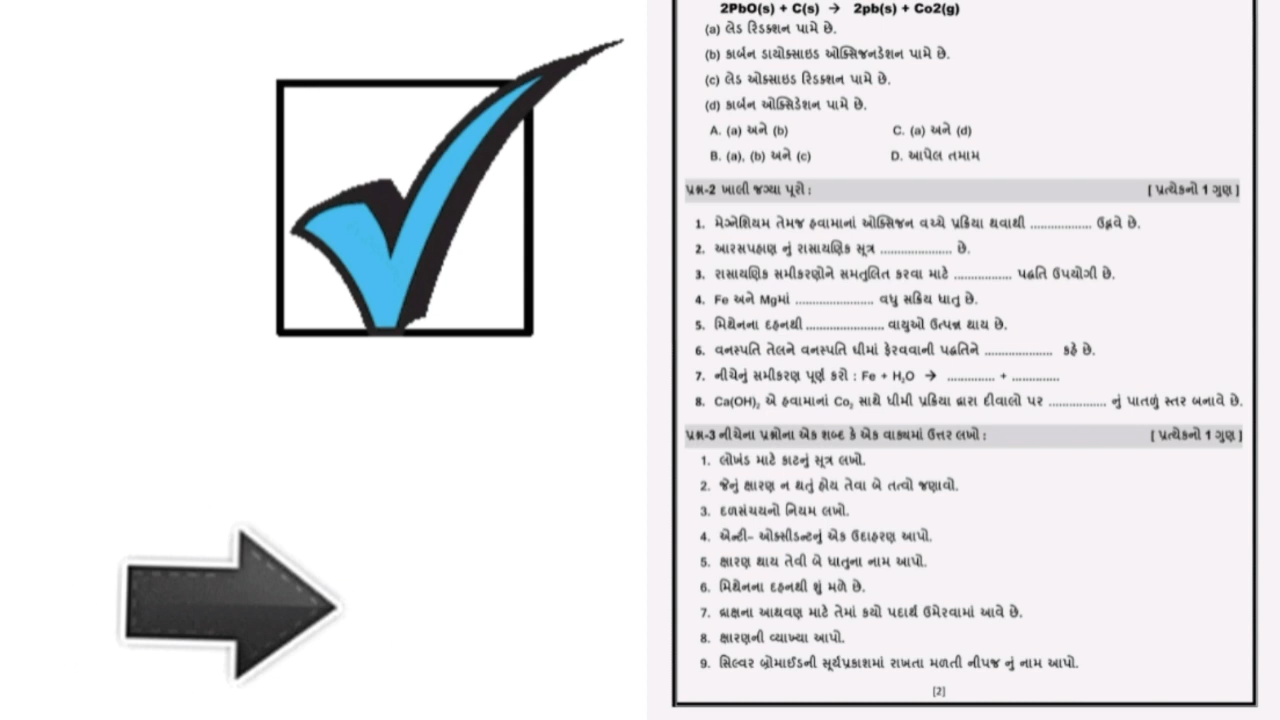 2PbO(s) + C(s) → 2pb(s) + Co2(g)
(a) લેડ રિડક્શન પામે છે.
(b) કાર્બન ડાયોક્સાઇડ ઓક્સિજનડેશન પામે છે.
(c) લેડ ઓક્સાઇડ રિડક્શન પામે છે.
(d) કાર્બન ઓક્સિડેશન પામે છે.
A. (a) અને (b) C. (a) અને (d)
B. (a), (b) અને (c) D. આપેલ તમામ
પ્રશ્ન-2 ખાલી જગ્યા પૂરો : [ પ્રત્યેકનો 1 ગુણ ]
1. મેગ્નેશિયમ તેમજ હવામાનાં ઓક્સિજન વચ્ચે પ્રક્રિયા થવાથી .................. ઉદ્ભવે છે.
2. આરસપહાણ નું રાસાયણિક સૂત્ર ..................... છે.
3. રાસાયણિક સમીકરણોને સમતુલિત કરવા માટે ................. પદ્ધતિ ઉપયોગી છે.
4. Fe અને Mgમાં ....................... વધુ સક્રિય ધાતુ છે.
5. મિથેનના દહનથી ....................... વાયુઓ ઉત્પન્ન થાય છે.
6. વનસ્પતિ તેલને વનસ્પતિ ઘીમાં ફેરવવાની પદ્ધતિને .................... કહે છે.
7. નીચેનું સમીકરણ પૂર્ણ કરો : Fe + H₂O → .............. + ..............
8. Ca(OH)₂ એ હવામાનાં Co₂ સાથે ધીમી પ્રક્રિયા દ્વારા દીવાલો પર ................. નું પાતળું સ્તર બનાવે છે.
પ્રશ્ન-3 નીચેના પ્રશ્નોના એક શબ્દ કે એક વાક્યમાં ઉત્તર લખો : [ પ્રત્યેકનો 1 ગુણ ]
1. લોખંડ માટે કાટનું સૂત્ર લખો.
2. જેનું ક્ષારણ ન થતું હોય તેવા બે તત્વો જણાવો.
3. દળસંચયનો નિયમ લખો.
4. એન્ટી– ઓક્સીડન્ટનું એક ઉદાહરણ આપો.
5. ક્ષારણ થાય તેવી બે ધાતુના નામ આપો.
6. મિથેનના દહનથી શું મળે છે.
7. દ્રાક્ષના આથવણ માટે તેમાં કયો પદાર્થ ઉમેરવામાં આવે છે.
8. ક્ષારણની વ્યાખ્યા આપો.
9. સિલ્વર બ્રોમાઈડની સૂર્યપ્રકાશમાં રાખતા મળતી નીપજ નું નામ આપો.
[2]